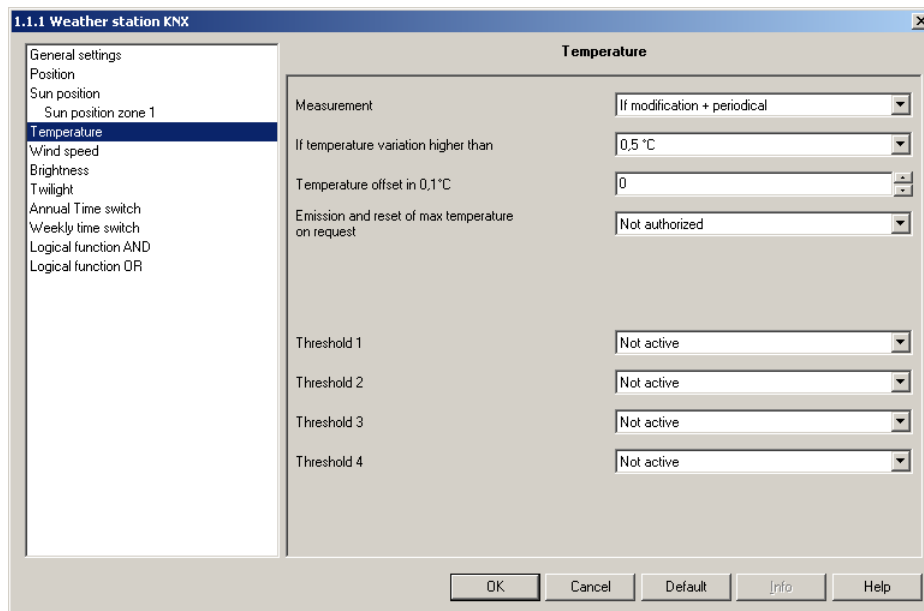 1.1.1 Weather station KNX
General settings
Position
Sun position
Sun position zone 1
Temperature
Wind speed
Brightness
Twilight
Annual Time switch
Weekly time switch
Logical function AND
Logical function OR
Temperature
Measurement
If modification + periodical
If temperature variation higher than
0,5 °C
Temperature offset in 0,1°C
0
Emission and reset of max temperature
on request
Not authorized
Threshold 1
Not active
Threshold 2
Not active
Threshold 3
Not active
Threshold 4
Not active
OK
Cancel
Default
Info
Help